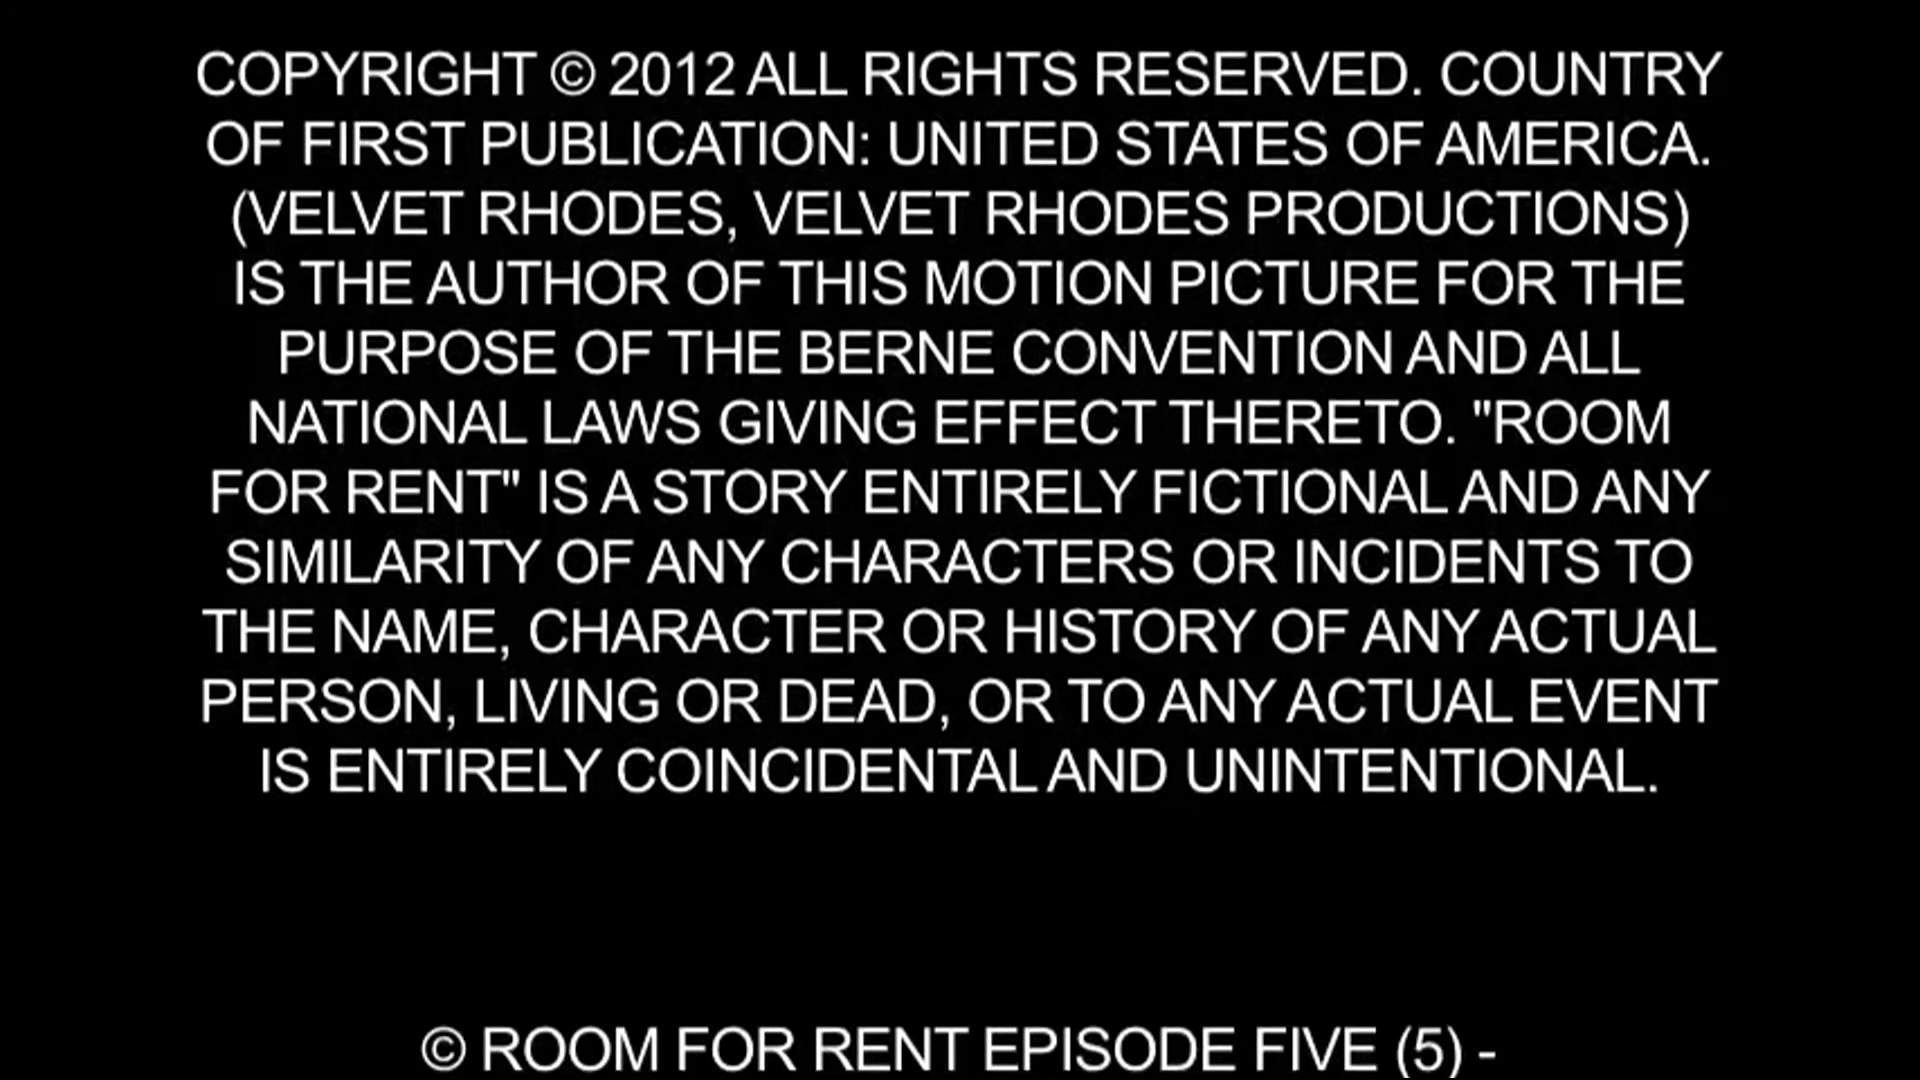 COPYRIGHT © 2012 ALL RIGHTS RESERVED. COUNTRY
OF FIRST PUBLICATION: UNITED STATES OF AMERICA.
(VELVET RHODES, VELVET RHODES PRODUCTIONS)
IS THE AUTHOR OF THIS MOTION PICTURE FOR THE
PURPOSE OF THE BERNE CONVENTION AND ALL
NATIONAL LAWS GIVING EFFECT THERETO. "ROOM
FOR RENT" IS A STORY ENTIRELY FICTIONAL AND ANY
SIMILARITY OF ANY CHARACTERS OR INCIDENTS TO
THE NAME, CHARACTER OR HISTORY OF ANY ACTUAL
PERSON, LIVING OR DEAD, OR TO ANY ACTUAL EVENT
IS ENTIRELY COINCIDENTAL AND UNINTENTIONAL.
© ROOM FOR RENT EPISODE FIVE (5) -